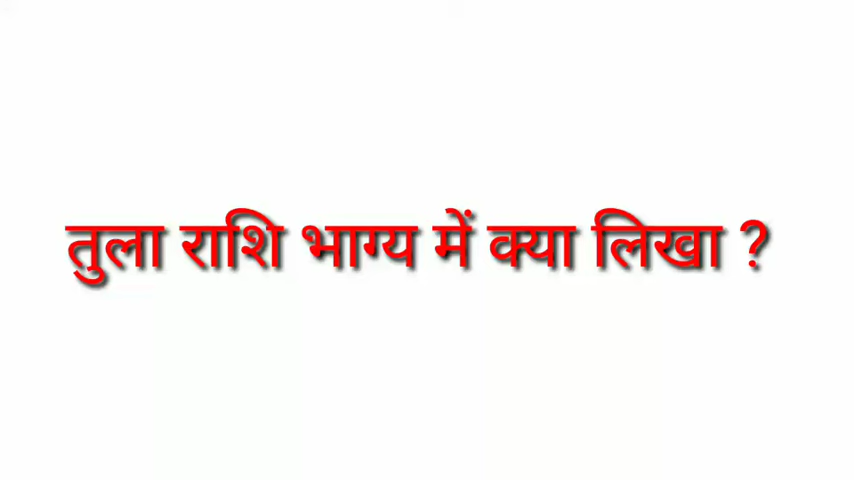 तुला राशि भाग्य में क्या लिखा ?